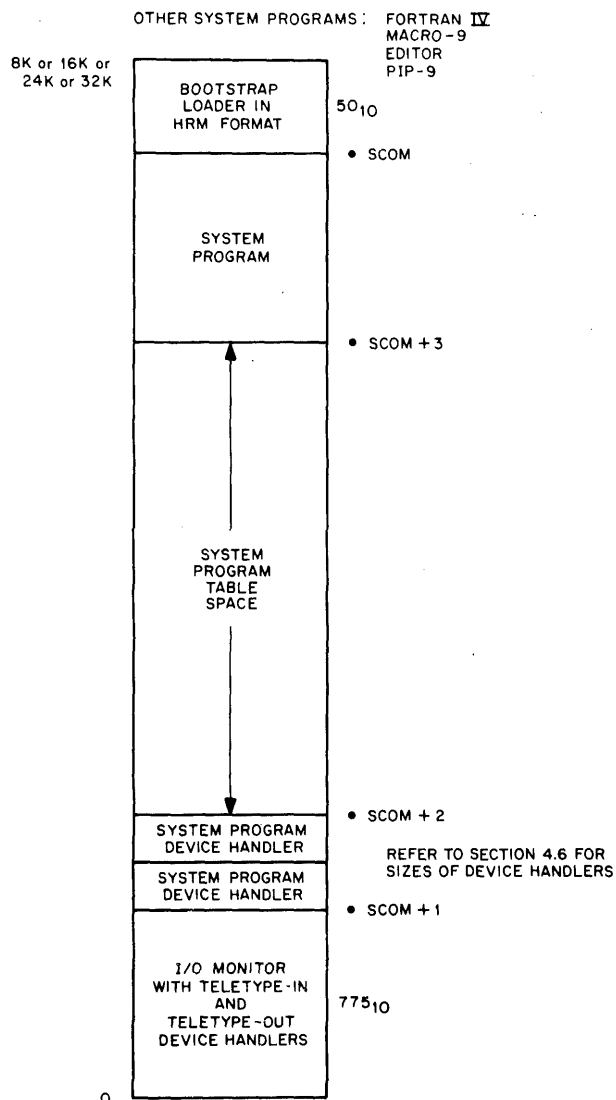 OTHER SYSTEM PROGRAMS: FORTRAN IV
MACRO-9
EDITOR
PIP-9
8K or 16K or
24K or 32K
BOOTSTRAP
LOADER IN
HRM FORMAT
50₁₀
• SCOM
SYSTEM
PROGRAM
• SCOM + 3
SYSTEM
PROGRAM
TABLE
SPACE
• SCOM + 2
SYSTEM PROGRAM
DEVICE HANDLER
REFER TO SECTION 4.6 FOR
SIZES OF DEVICE HANDLERS
SYSTEM PROGRAM
DEVICE HANDLER
• SCOM + 1
I/O MONITOR
WITH TELETYPE-IN
AND
TELETYPE-OUT
DEVICE HANDLERS
775₁₀
0